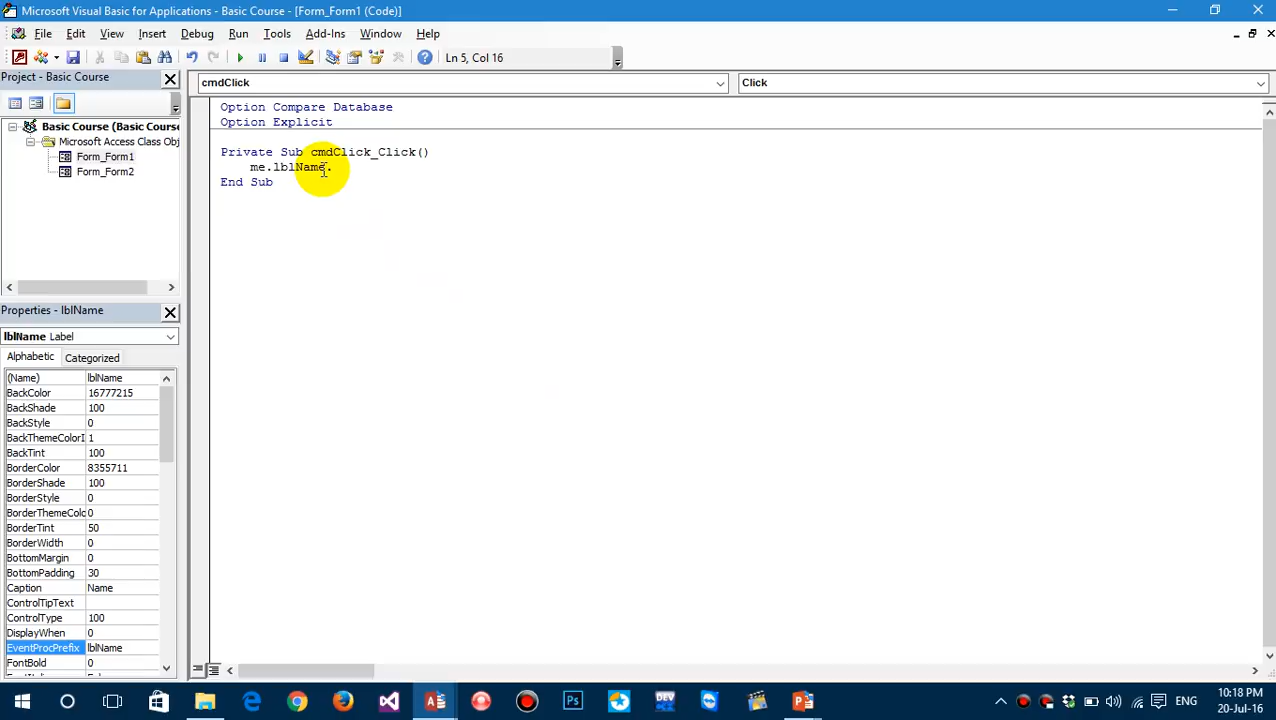 Microsoft Visual Basic for Applications - Basic Course - [Form_Form1 (Code)]
File Edit View Insert Debug Run Tools Add-Ins Window Help
Ln 5, Col 16
Project - Basic Course
cmdClick Click
Basic Course (Basic Course
Microsoft Access Class Obj
Form_Form1
Form_Form2
Option Compare Database
Option Explicit
Private Sub cmdClick_Click()
me.lblName.
End Sub
Properties - lblName
lblName Label
Alphabetic Categorized
(Name) lblName
BackColor 16777215
BackShade 100
BackStyle 0
BackThemeColorI 1
BackTint 100
BorderColor 8355711
BorderShade 100
BorderStyle 0
BorderThemeColo 0
BorderTint 50
BorderWidth 0
BottomMargin 0
BottomPadding 30
Caption Name
ControlTipText
ControlType 100
DisplayWhen 0
EventProcPrefix lblName
FontBold 0
Ps
DEV
ENG
10:18 PM
20-Jul-16